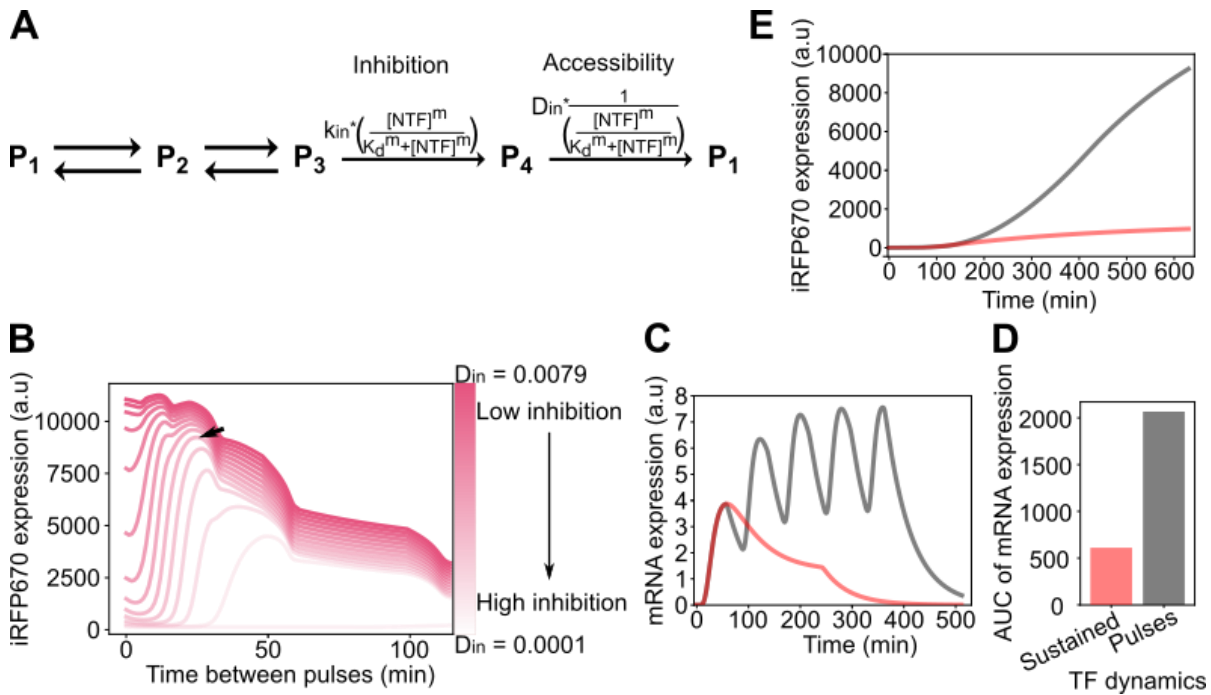 A
Inhibition
Accessibility
P1
P2
P3
kin*([NTF]^m / Kd^m+[NTF]^m)
P4
Din* 1 / ([NTF]^m / Kd^m+[NTF]^m)
P1
E
iRFP670 expression (a.u)
10000
8000
6000
4000
2000
0
0 100 200 300 400 500 600
Time (min)
B
iRFP670 expression (a.u)
10000
7500
5000
2500
0
0 50 100
Time between pulses (min)
Din = 0.0079
Low inhibition
High inhibition
Din = 0.0001
C
mRNA expression (a.u)
8
7
6
5
4
3
2
1
0
0 100 200 300 400 500
Time (min)
D
AUC of mRNA expression
2000
1500
1000
500
0
Sustained
Pulses
TF dynamics